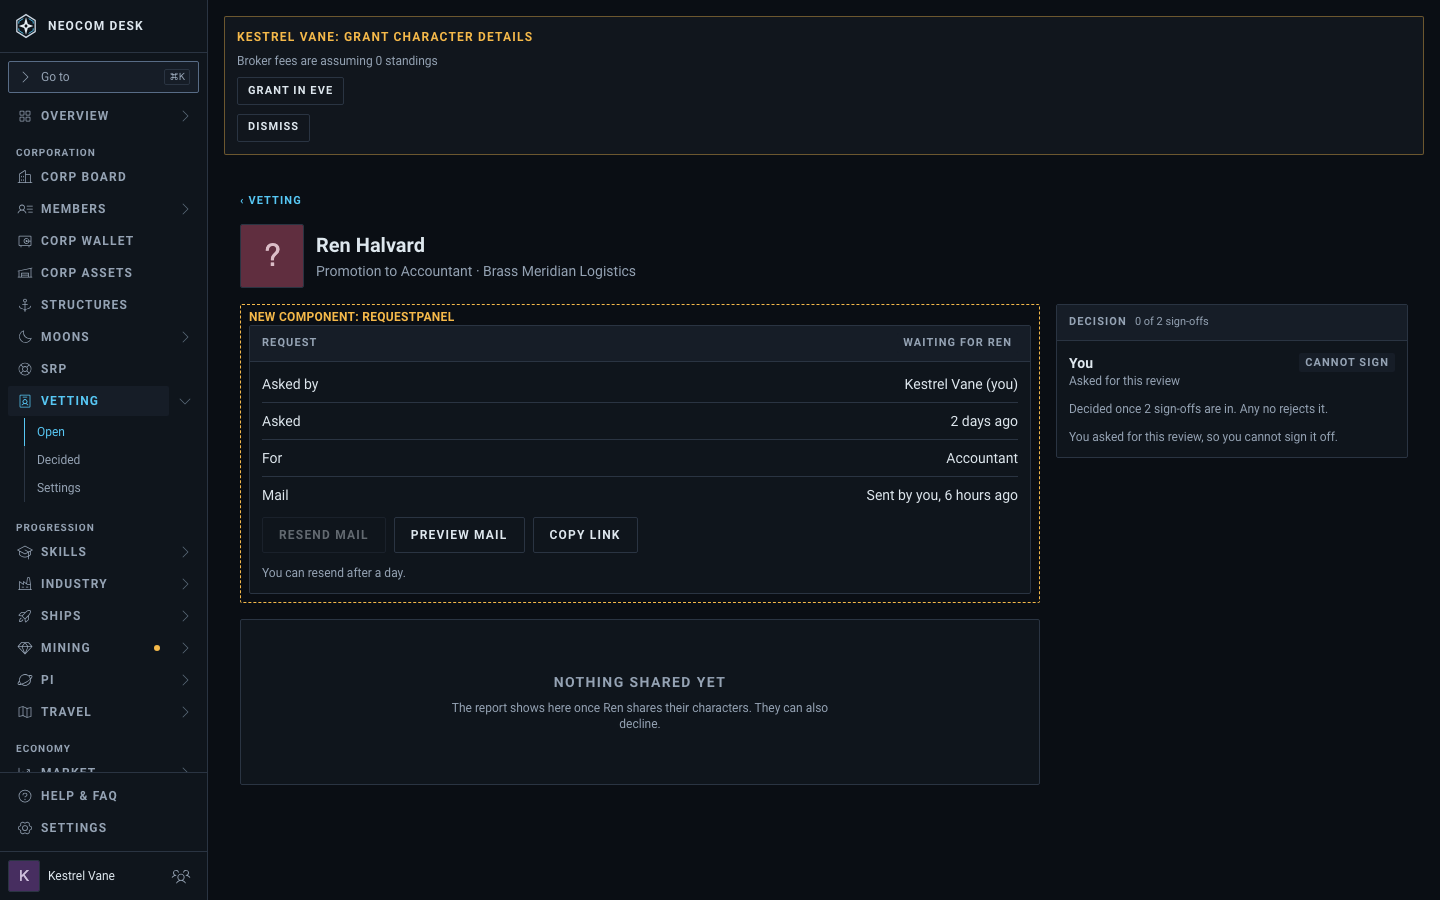 NEOCOM DESK
Go to
⌘K
OVERVIEW
CORPORATION
CORP BOARD
MEMBERS
CORP WALLET
CORP ASSETS
STRUCTURES
MOONS
SRP
VETTING
Open
Decided
Settings
PROGRESSION
SKILLS
INDUSTRY
SHIPS
MINING
PI
TRAVEL
ECONOMY
MARKET
HELP & FAQ
SETTINGS
K
Kestrel Vane
KESTREL VANE: GRANT CHARACTER DETAILS
Broker fees are assuming 0 standings
GRANT IN EVE
DISMISS
‹ VETTING
?
Ren Halvard
Promotion to Accountant · Brass Meridian Logistics
NEW COMPONENT: REQUESTPANEL
REQUEST WAITING FOR REN
Asked by Kestrel Vane (you)
Asked 2 days ago
For Accountant
Mail Sent by you, 6 hours ago
RESEND MAIL PREVIEW MAIL COPY LINK
You can resend after a day.
NOTHING SHARED YET
The report shows here once Ren shares their characters. They can also
decline.
DECISION 0 of 2 sign-offs
You CANNOT SIGN
Asked for this review
Decided once 2 sign-offs are in. Any no rejects it.
You asked for this review, so you cannot sign it off.